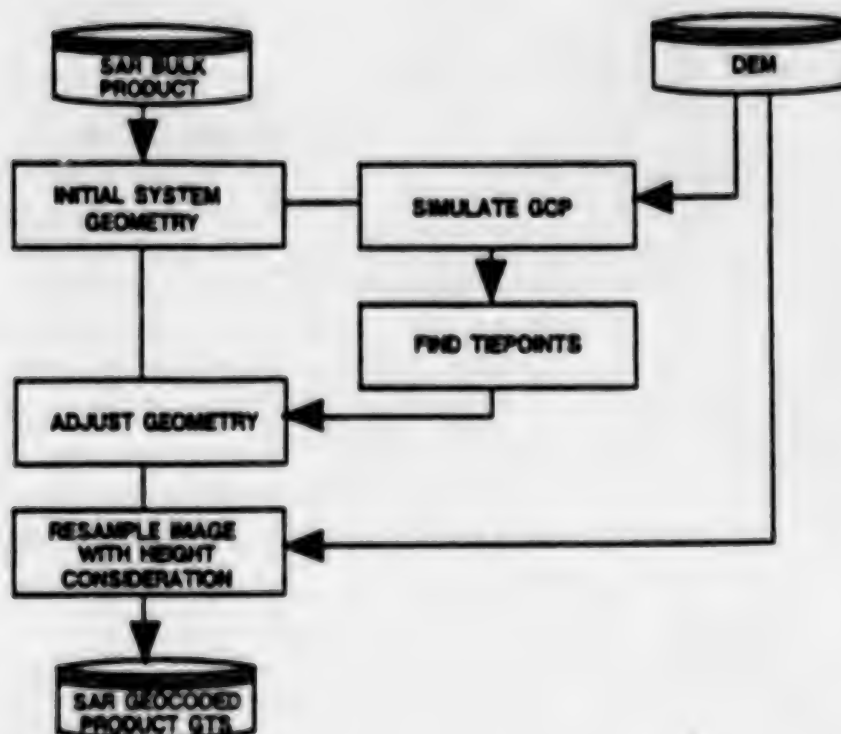 SAR BULK
PRODUCT
DEM
INITIAL SYSTEM
GEOMETRY
SIMULATE GCP
FIND TIEPOINTS
ADJUST GEOMETRY
RESAMPLE IMAGE
WITH HEIGHT
CONSIDERATION
SAR GEOCODED
PRODUCT GTS